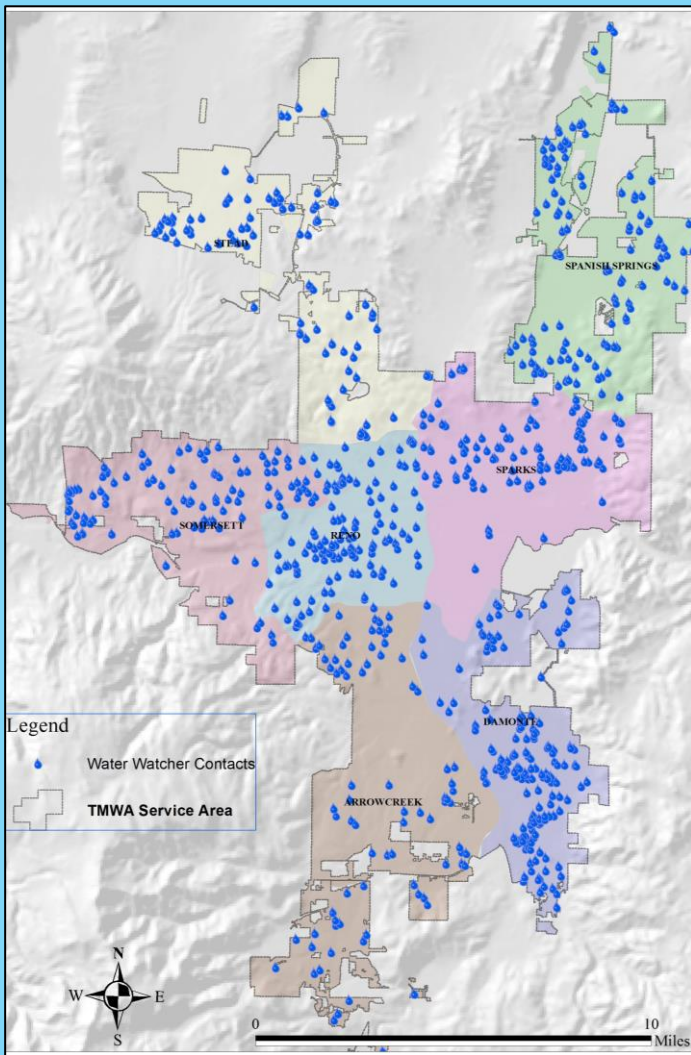 STEAD
SPANISH SPRINGS
SPARKS
SOMERSETT
RENO
DAMONTE
ARROWCREEK
Legend
Water Watcher Contacts
TMWA Service Area
N
W E
S
0 10
Miles